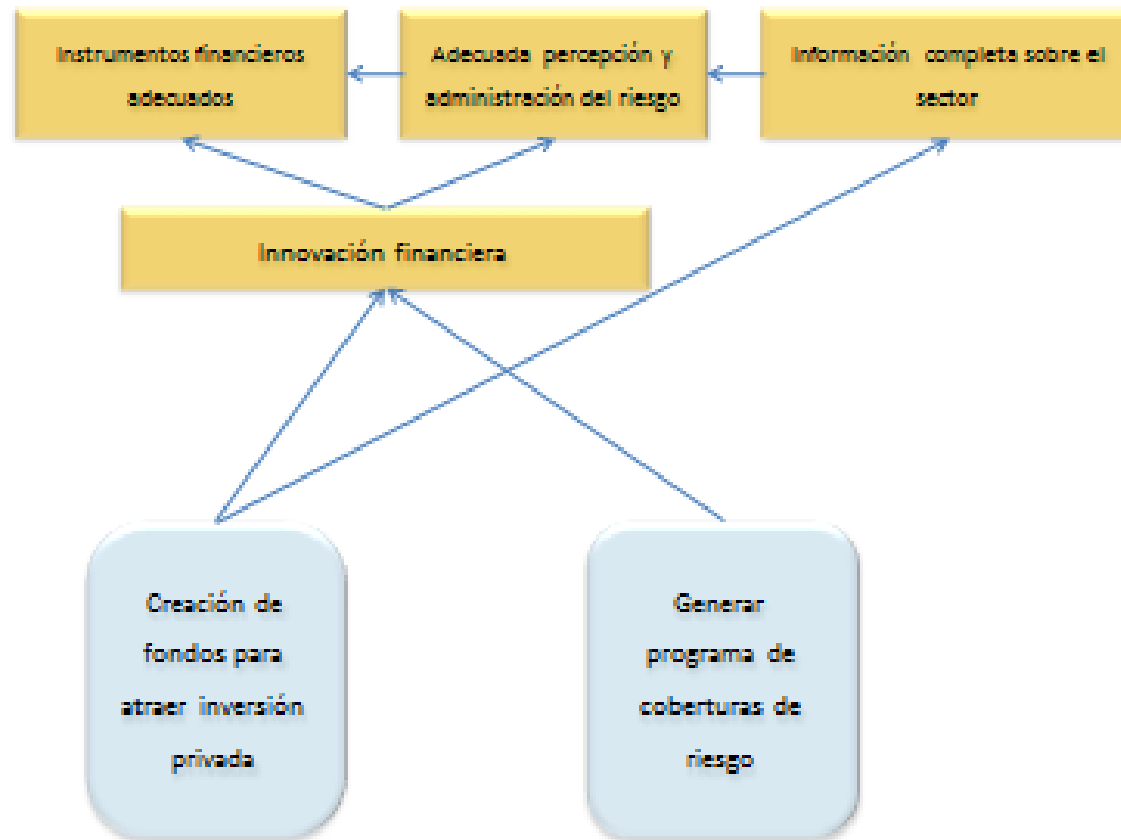 Instrumentos financieros
adecuados
Adecuada percepción y
administración del riesgo
Información completa sobre el
sector
Innovación financiera
Creación de
fondos para
atraer inversión
privada
Generar
programa de
coberturas de
riesgo